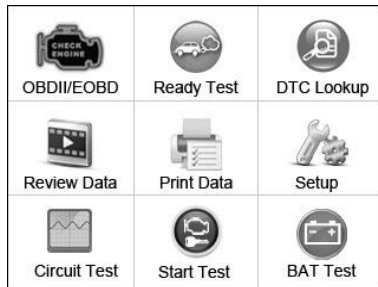 CHECK
ENGINE
OBDII/EOBD
Ready Test
DTC Lookup
Review Data
Print Data
Setup
Circuit Test
Start Test
BAT Test